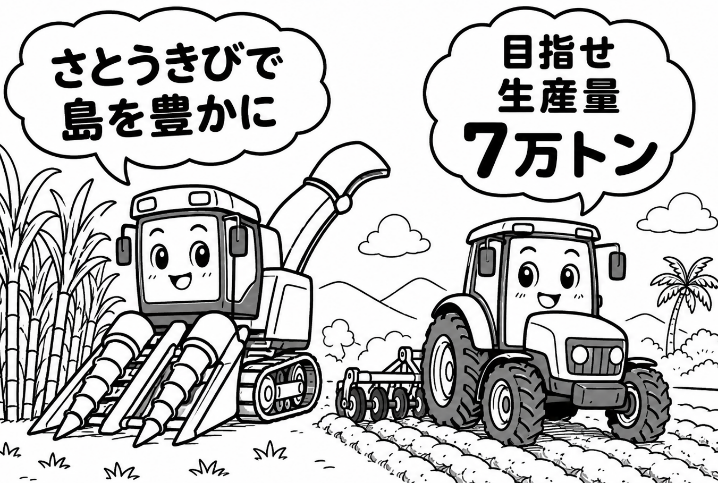 さとうきびで
島を豊かに
目指せ
生産量
7万トン